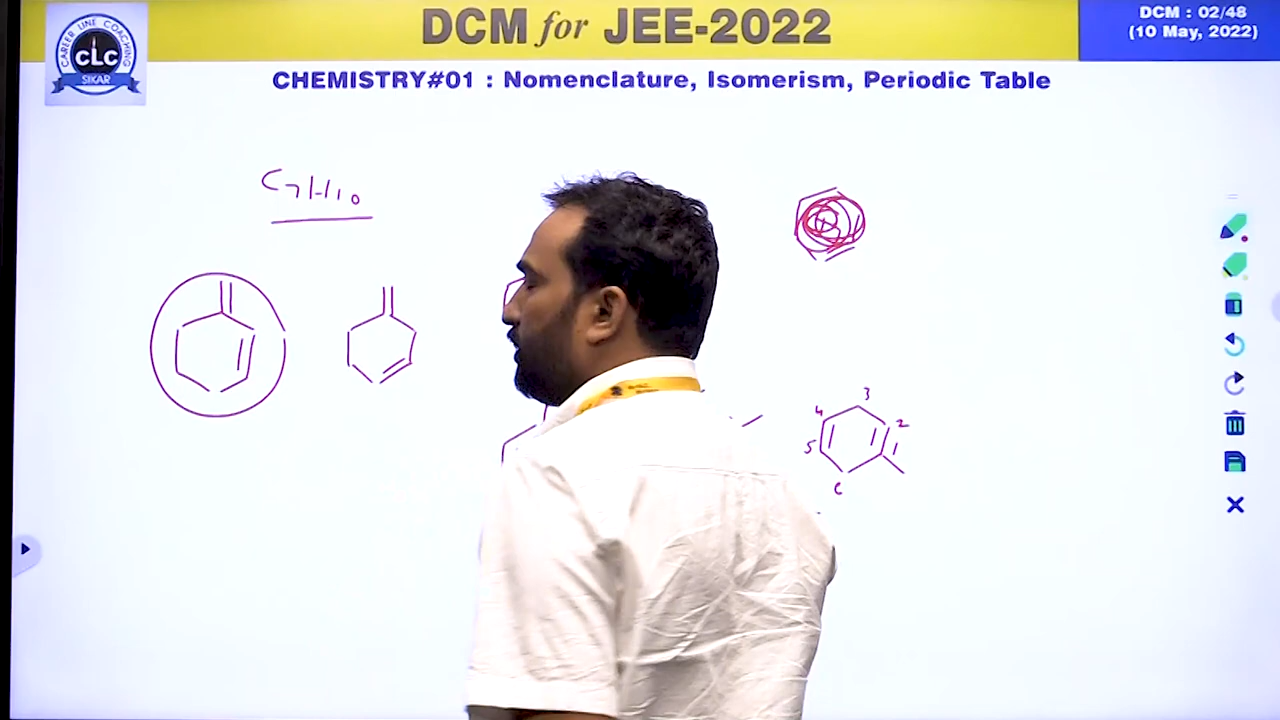 DCM for JEE-2022
DCM : 02/48
(10 May, 2022)
CAREER LINE COACHING
CLC
SIKAR
CHEMISTRY#01 : Nomenclature, Isomerism, Periodic Table
C7H10
3
4
2
5
1
6